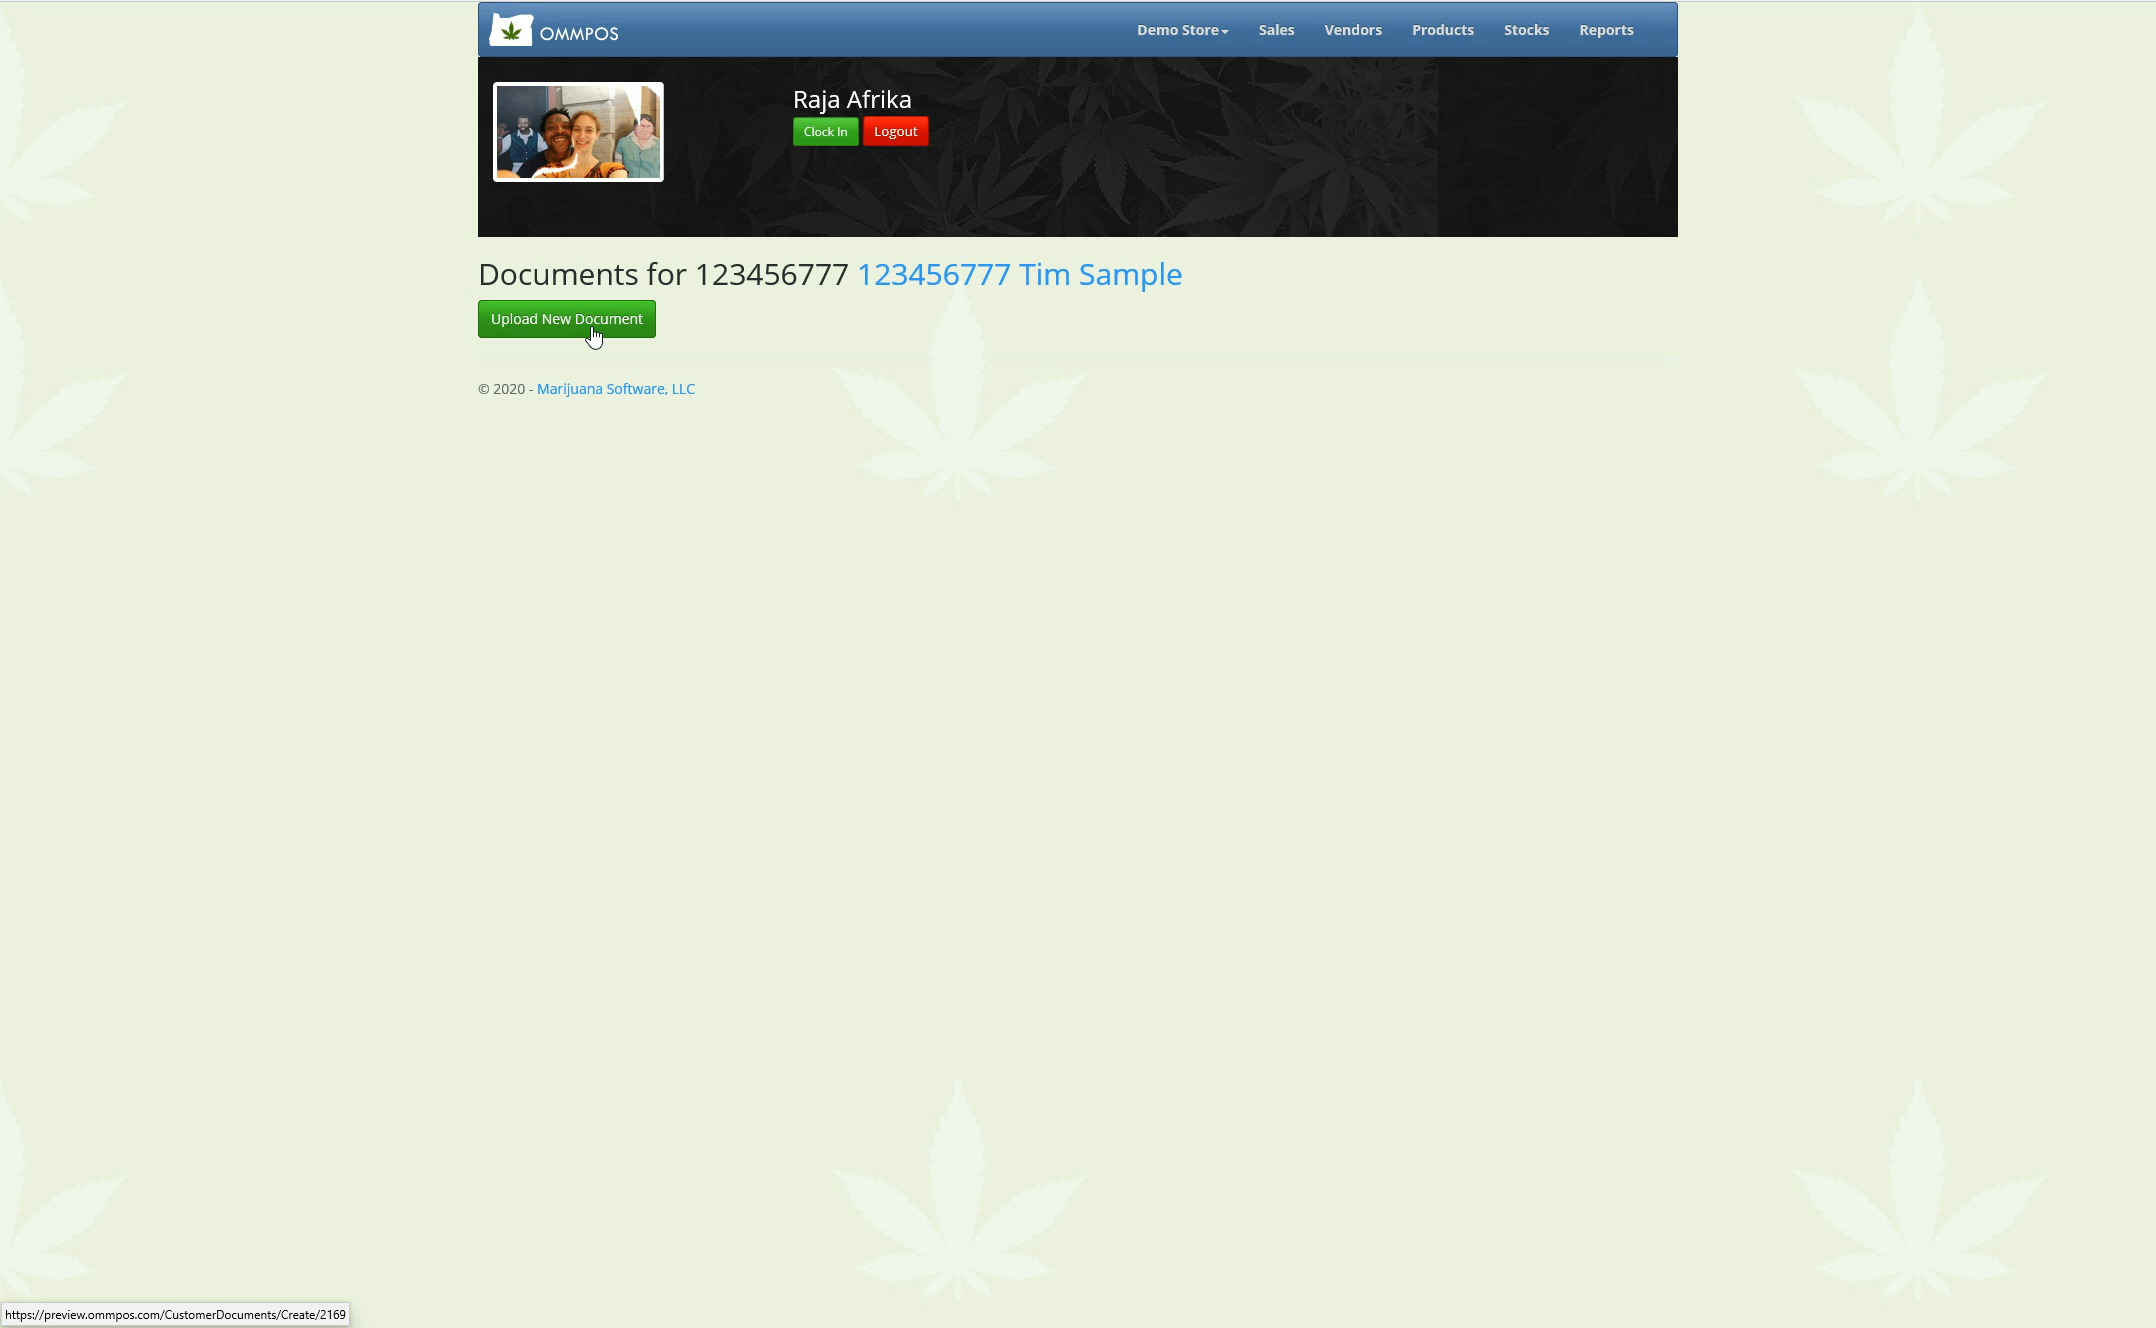 OMMPOS
Demo Store Sales Vendors Products Stocks Reports
Raja Afrika
Clock In Logout
Documents for 123456777 123456777 Tim Sample
Upload New Document
© 2020 - Marijuana Software, LLC
https://preview.ommpos.com/CustomerDocuments/Create/2169